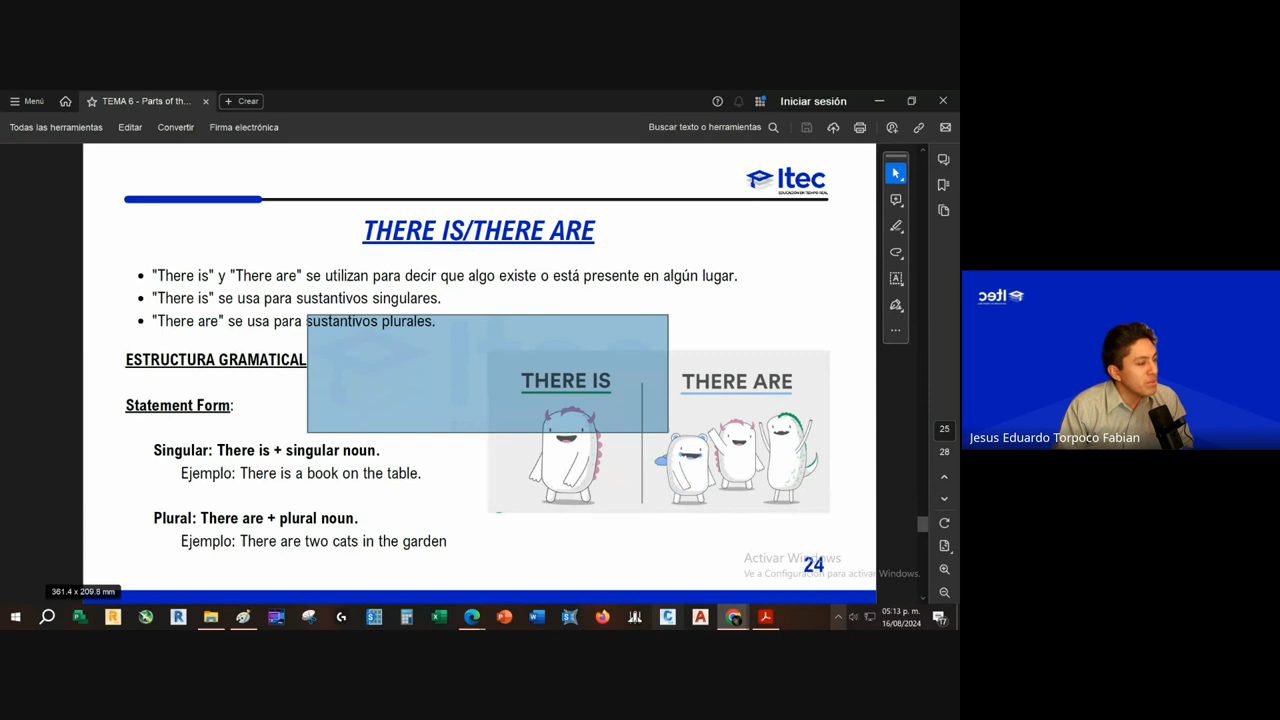 Menú
TEMA 6 - Parts of th...
Crear
Iniciar sesión
Todas las herramientas
Editar
Convertir
Firma electrónica
Buscar texto o herramientas
Itec
EDUCACIÓN EN TIEMPO REAL
THERE IS/THERE ARE
• "There is" y "There are" se utilizan para decir que algo existe o está presente en algún lugar.
• "There is" se usa para sustantivos singulares.
• "There are" se usa para sustantivos plurales.
ESTRUCTURA GRAMATICAL
THERE IS
THERE ARE
Statement Form:
Singular: There is + singular noun.
Ejemplo: There is a book on the table.
Plural: There are + plural noun.
Ejemplo: There are two cats in the garden
Activar Windows
Ve a Configuración para activar Windows.
24
25
28
361.4 x 209.8 mm
05:13 p. m.
16/08/2024
Itec
Jesus Eduardo Torpoco Fabian